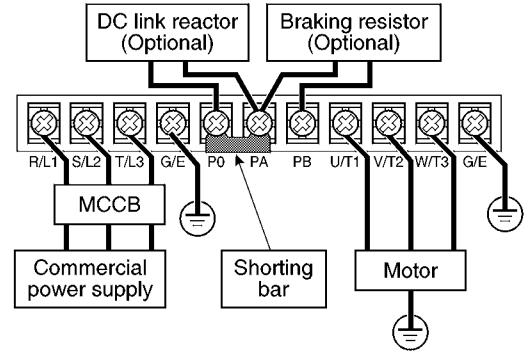 DC link reactor
(Optional)
Braking resistor
(Optional)
R/L1 S/L2 T/L3 G/E P0 PA PB U/T1 V/T2 W/T3 G/E
MCCB
Commercial
power supply
Shorting
bar
Motor